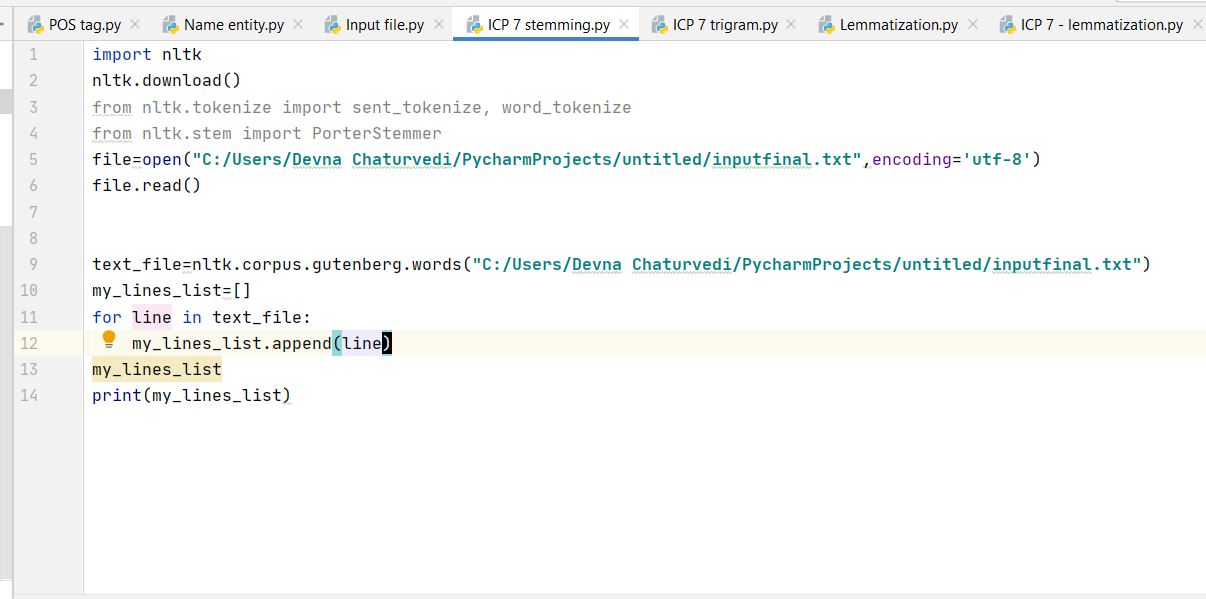 POS tag.py Name entity.py Input file.py ICP 7 stemming.py ICP 7 trigram.py Lemmatization.py ICP 7 - lemmatization.py
1 import nltk
2 nltk.download()
3 from nltk.tokenize import sent_tokenize, word_tokenize
4 from nltk.stem import PorterStemmer
5 file=open("C:/Users/Devna Chaturvedi/PycharmProjects/untitled/inputfinal.txt",encoding='utf-8')
6 file.read()
7
8
9 text_file=nltk.corpus.gutenberg.words("C:/Users/Devna Chaturvedi/PycharmProjects/untitled/inputfinal.txt")
10 my_lines_list=[]
11 for line in text_file:
12     my_lines_list.append(line)
13 my_lines_list
14 print(my_lines_list)